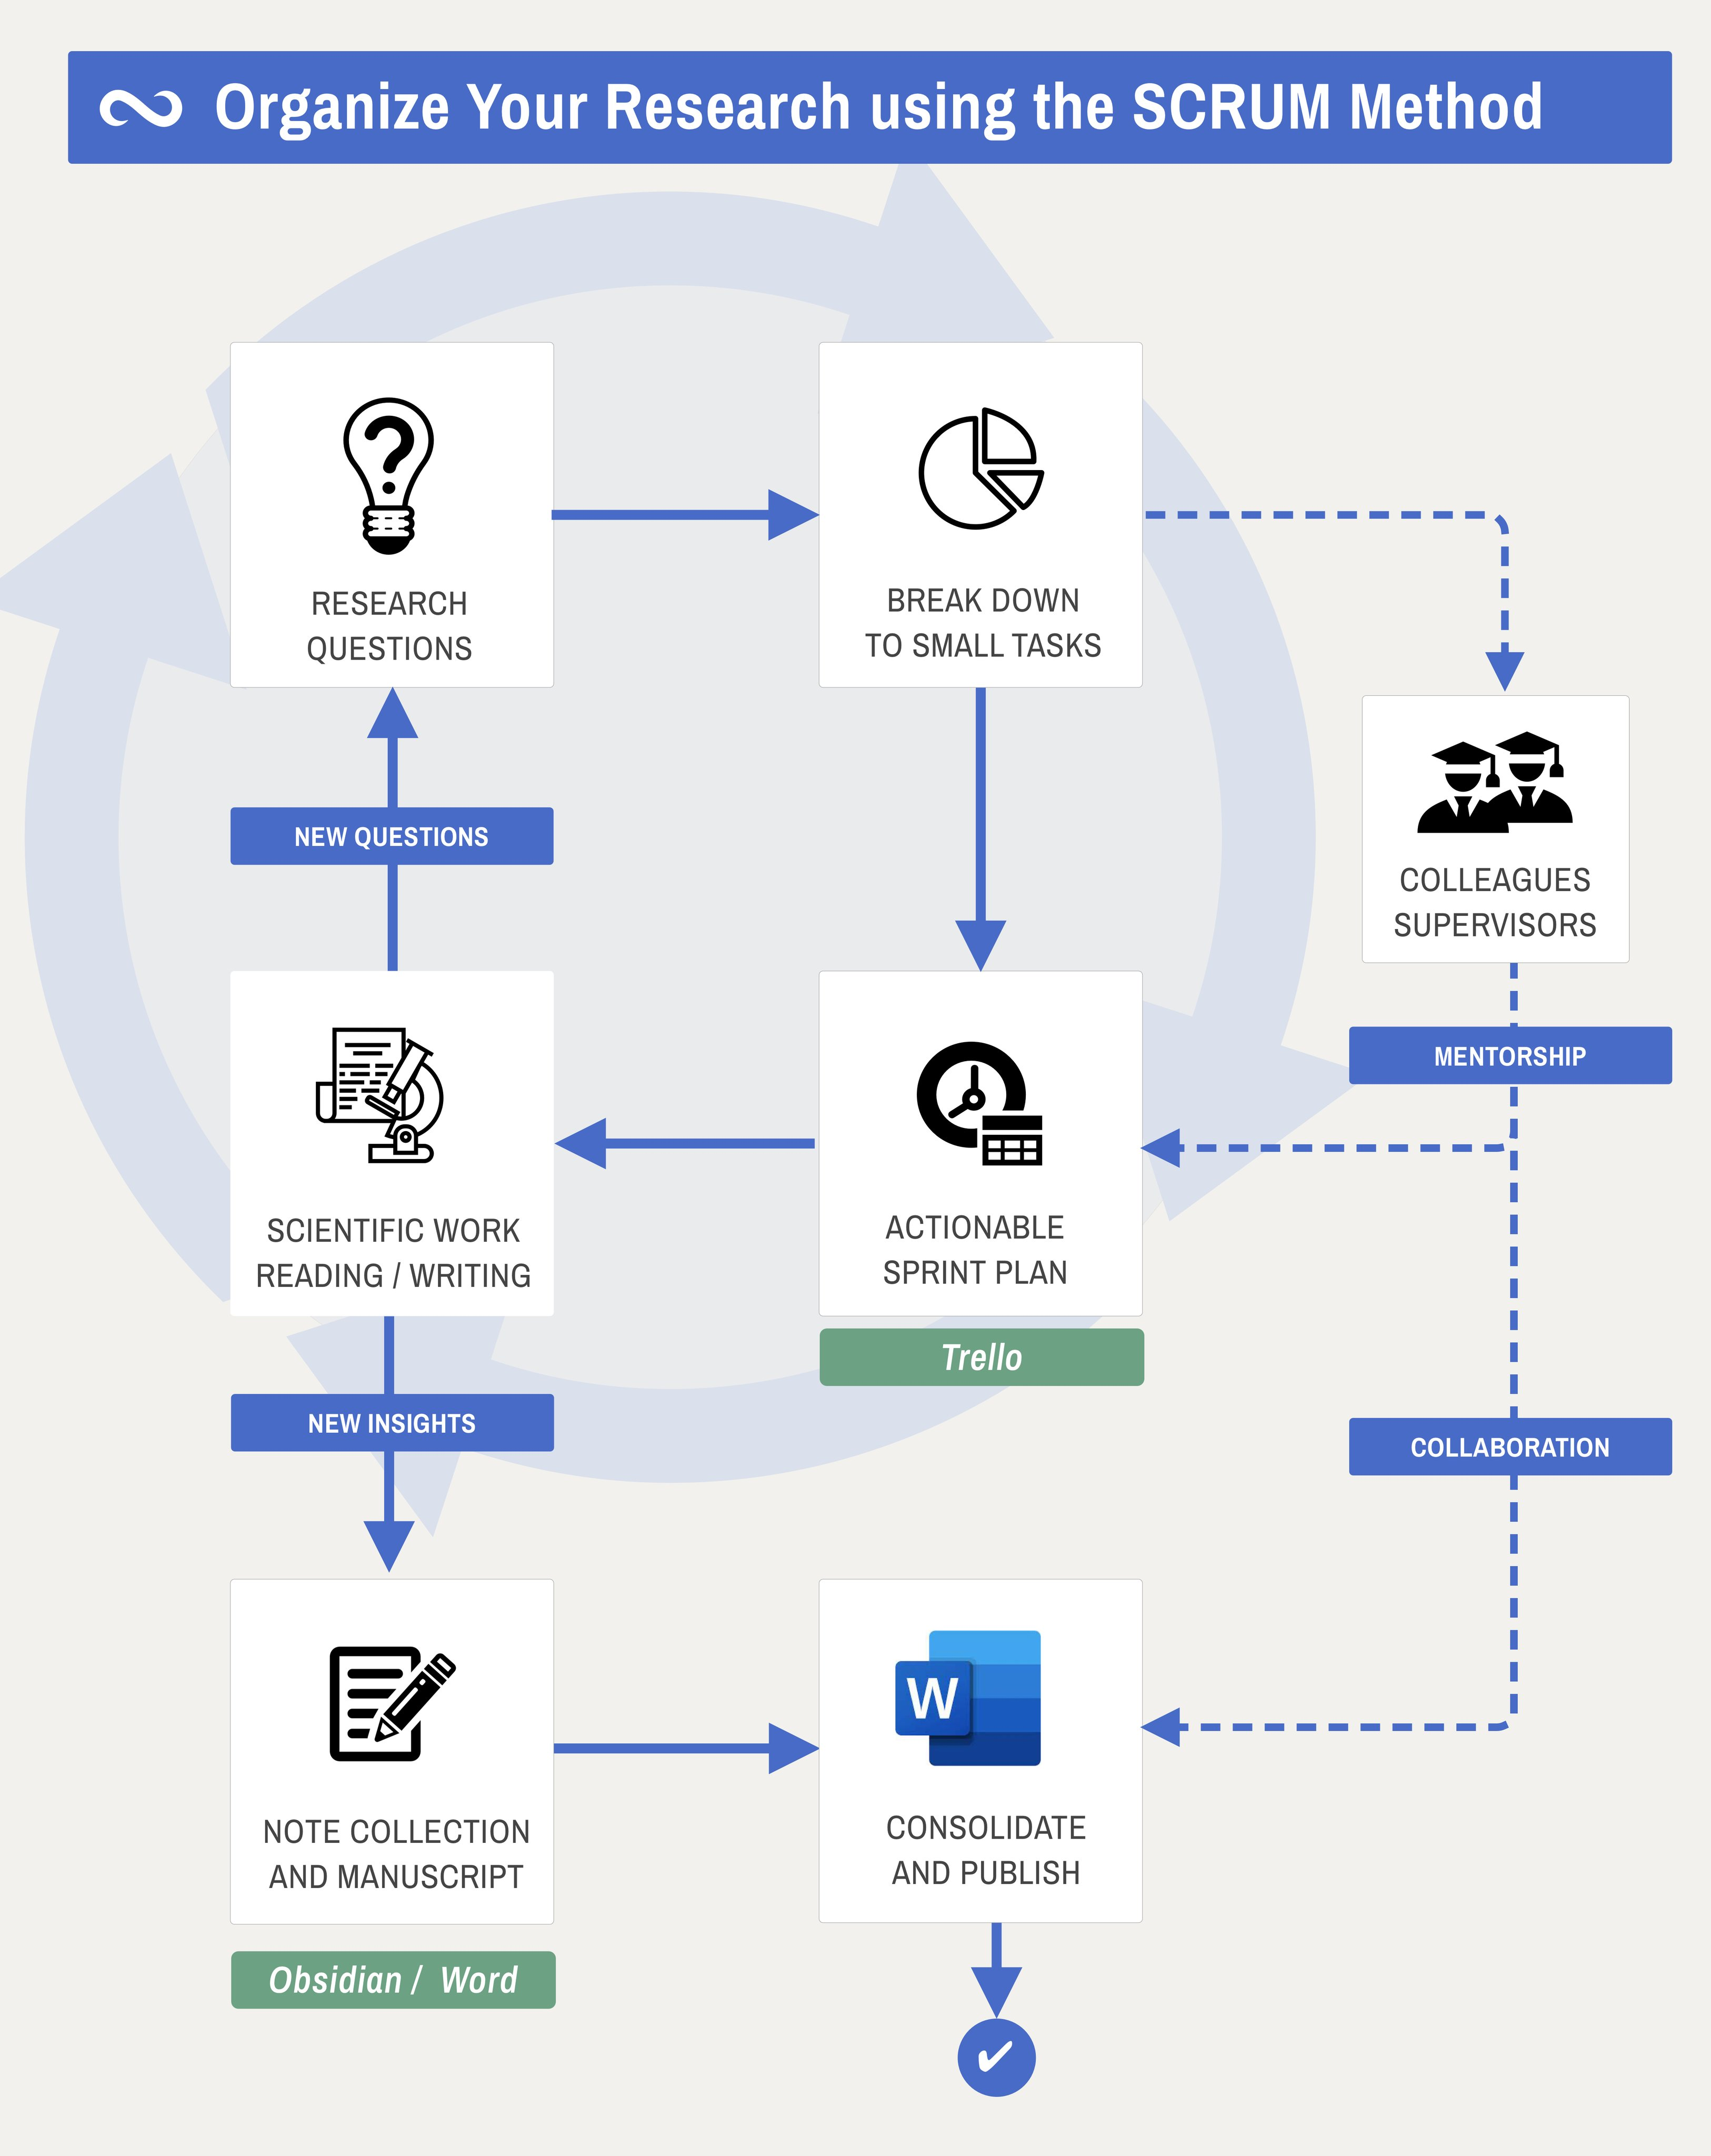 Organize Your Research using the SCRUM Method
RESEARCH
QUESTIONS
BREAK DOWN
TO SMALL TASKS
NEW QUESTIONS
COLLEAGUES
SUPERVISORS
MENTORSHIP
SCIENTIFIC WORK
READING / WRITING
ACTIONABLE
SPRINT PLAN
Trello
NEW INSIGHTS
COLLABORATION
NOTE COLLECTION
AND MANUSCRIPT
W
CONSOLIDATE
AND PUBLISH
Obsidian / Word